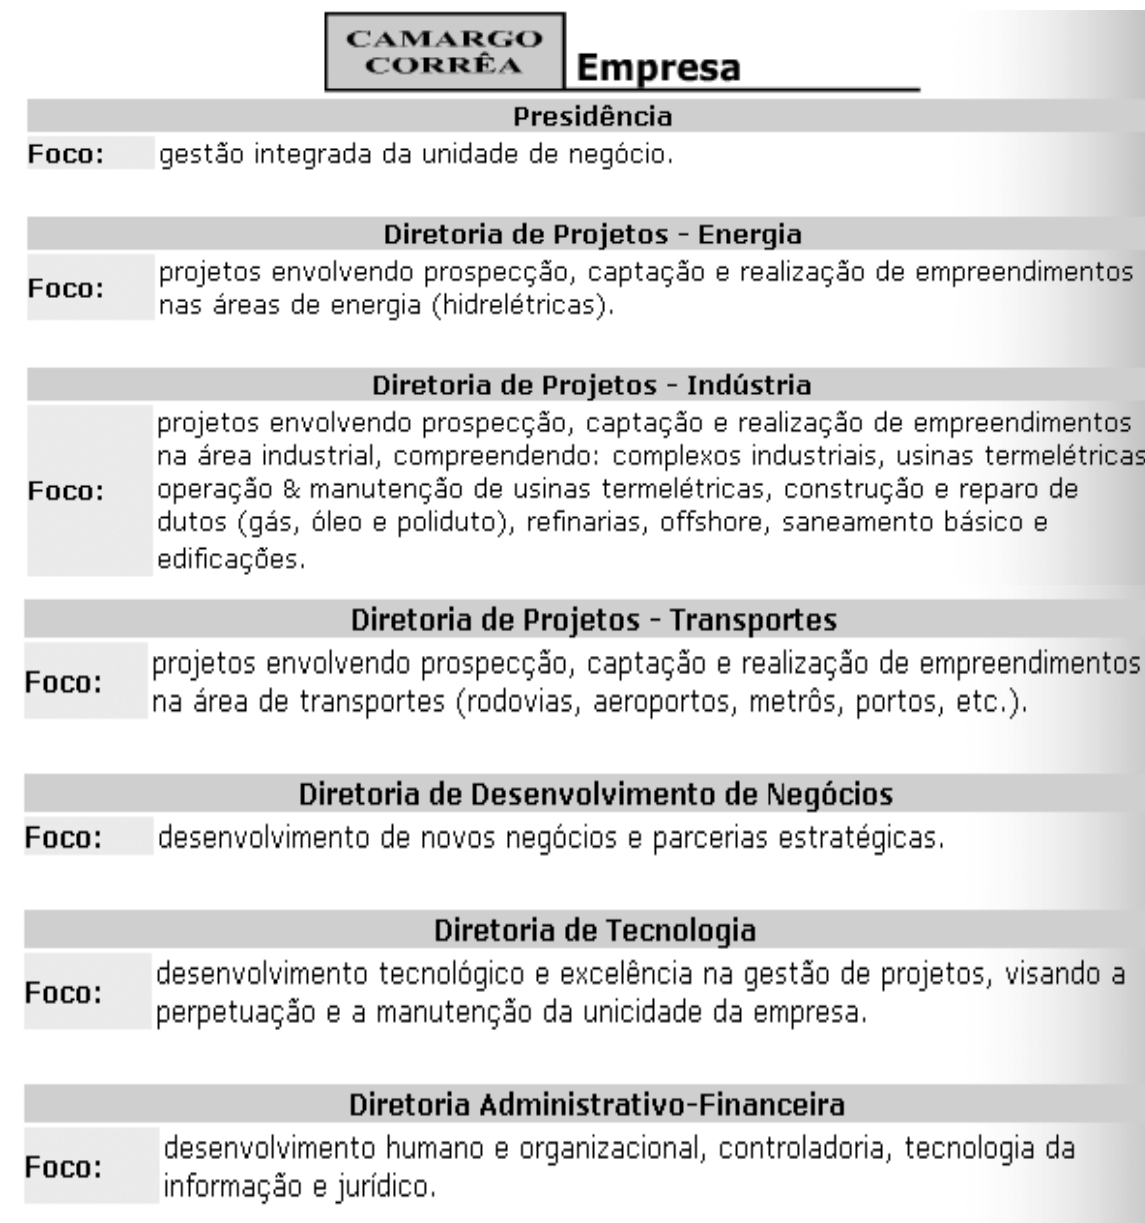 CAMARGO
CORRÊA
Empresa
Presidência
Foco: gestão integrada da unidade de negócio.
Diretoria de Projetos - Energia
Foco: projetos envolvendo prospecção, captação e realização de empreendimentos
nas áreas de energia (hidrelétricas).
Diretoria de Projetos - Indústria
Foco: projetos envolvendo prospecção, captação e realização de empreendimentos
na área industrial, compreendendo: complexos industriais, usinas termelétricas
operação & manutenção de usinas termelétricas, construção e reparo de
dutos (gás, óleo e poliduto), refinarias, offshore, saneamento básico e
edificações.
Diretoria de Projetos - Transportes
Foco: projetos envolvendo prospecção, captação e realização de empreendimentos
na área de transportes (rodovias, aeroportos, metrôs, portos, etc.).
Diretoria de Desenvolvimento de Negócios
Foco: desenvolvimento de novos negócios e parcerias estratégicas.
Diretoria de Tecnologia
Foco: desenvolvimento tecnológico e excelência na gestão de projetos, visando a
perpetuação e a manutenção da unicidade da empresa.
Diretoria Administrativo-Financeira
Foco: desenvolvimento humano e organizacional, controladoria, tecnologia da
informação e jurídico.